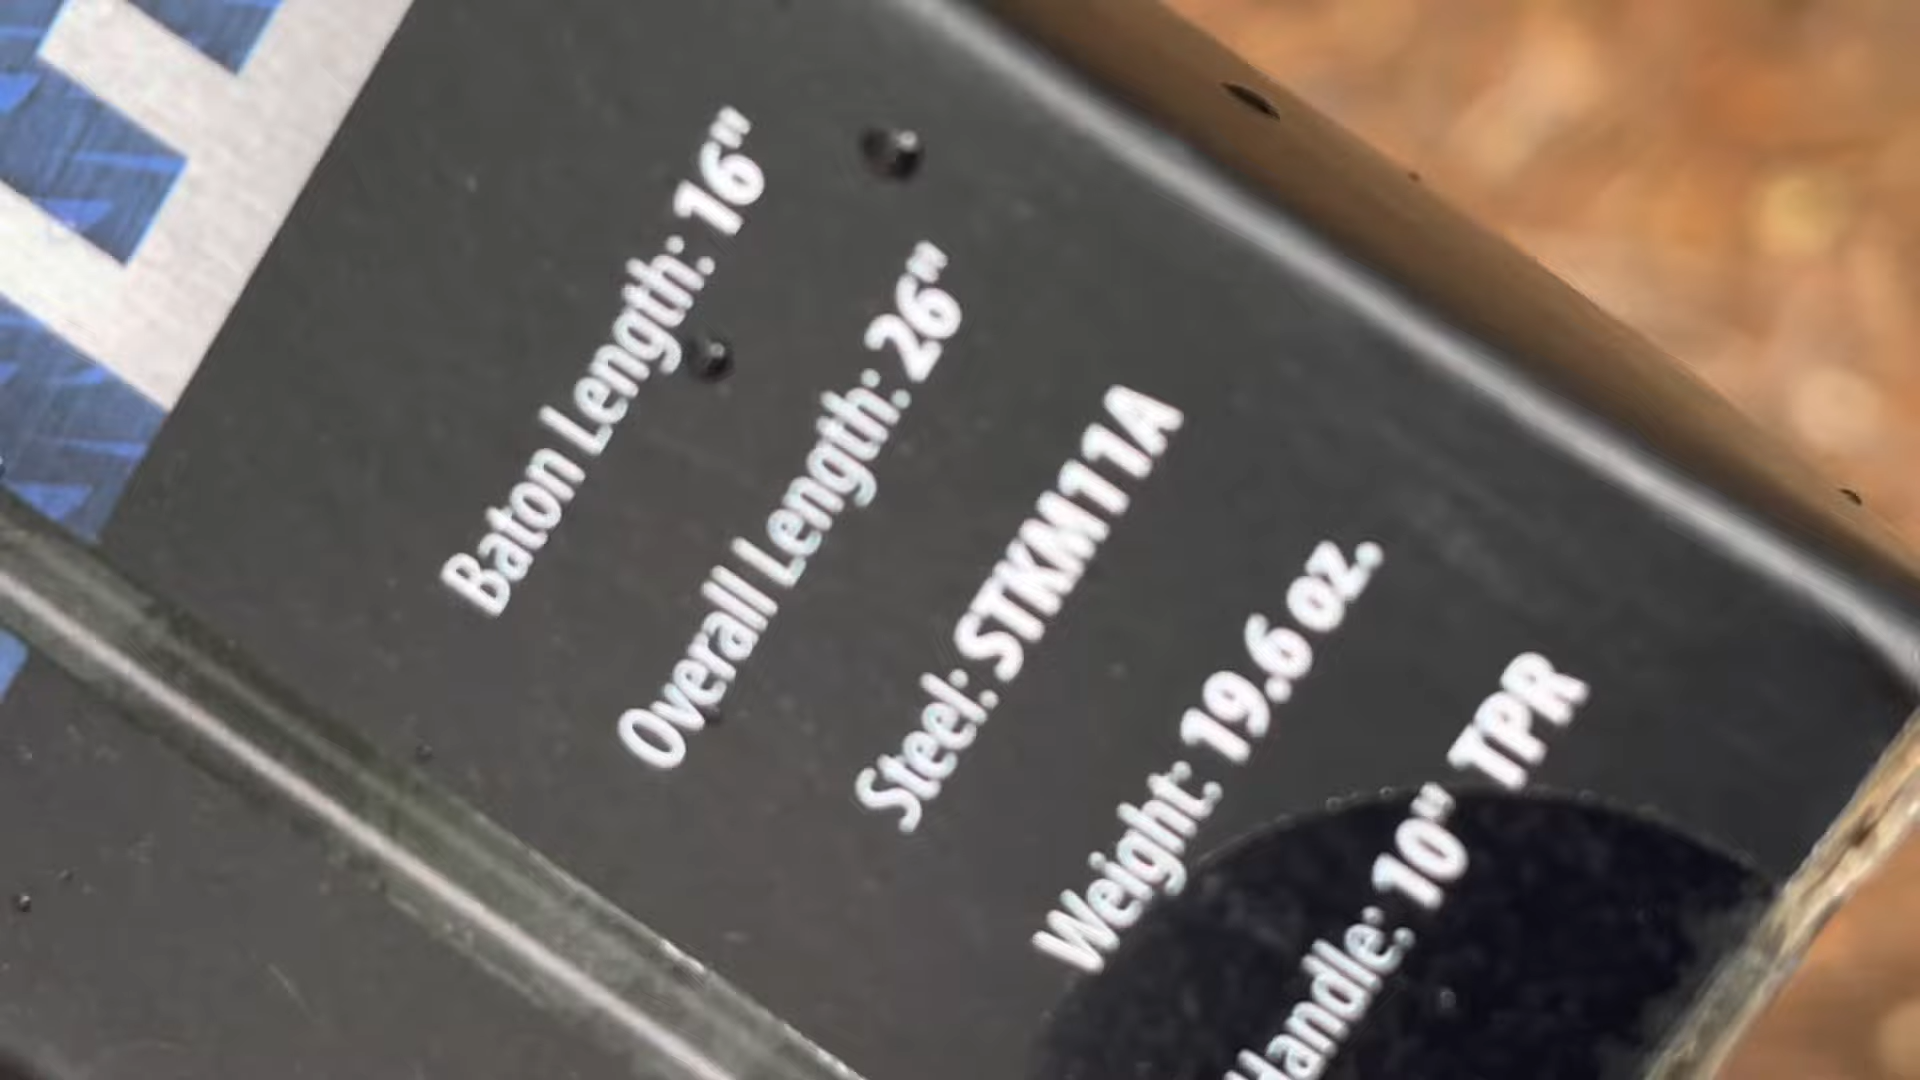 Baton Length: 16"
Overall Length: 26"
Steel: STKM11A
Weight: 19.6 oz.
Handle: 10" TPR